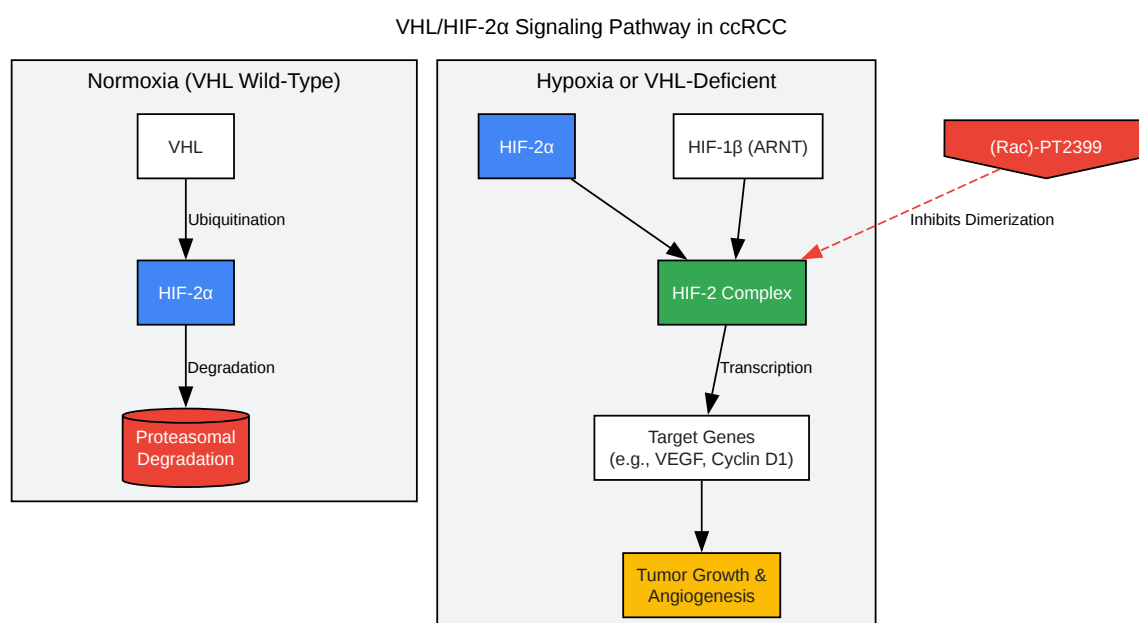 VHL/HIF-2α Signaling Pathway in ccRCC
Normoxia (VHL Wild-Type)
VHL
Ubiquitination
HIF-2α
Degradation
Proteasomal
Degradation
Hypoxia or VHL-Deficient
HIF-2α
HIF-1β (ARNT)
HIF-2 Complex
Transcription
Target Genes
(e.g., VEGF, Cyclin D1)
Tumor Growth &
Angiogenesis
(Rac)-PT2399
Inhibits Dimerization